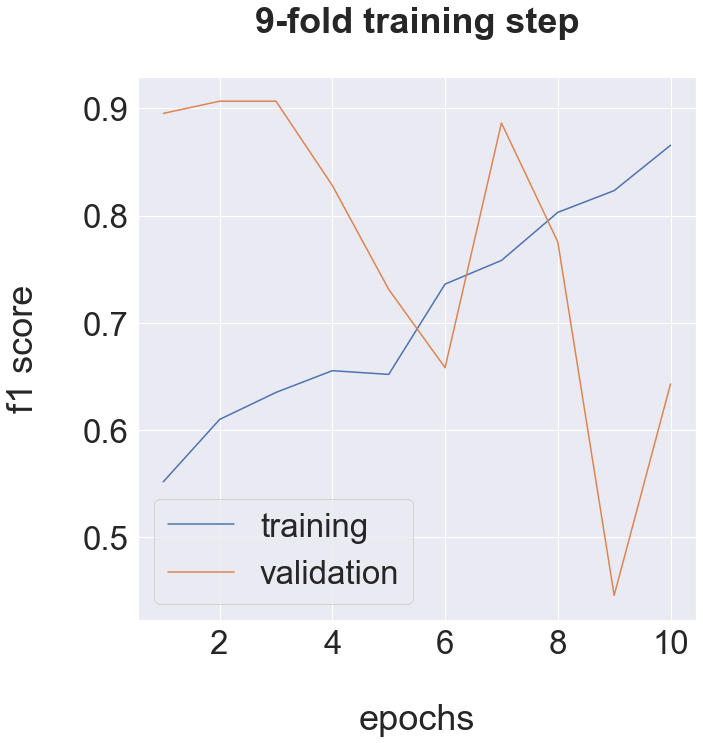 9-fold training step
0.9
0.8
0.7
0.6
0.5
f1 score
training
validation
2 4 6 8 10
epochs